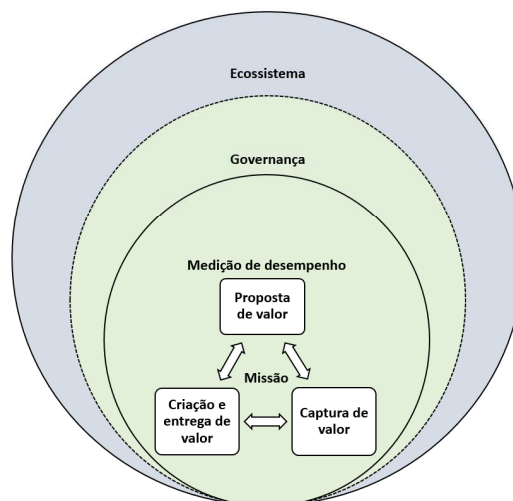 Ecossistema
Governança
Medição de desempenho
Proposta
de valor
Missão
Criação e
entrega de
valor
Captura de
valor